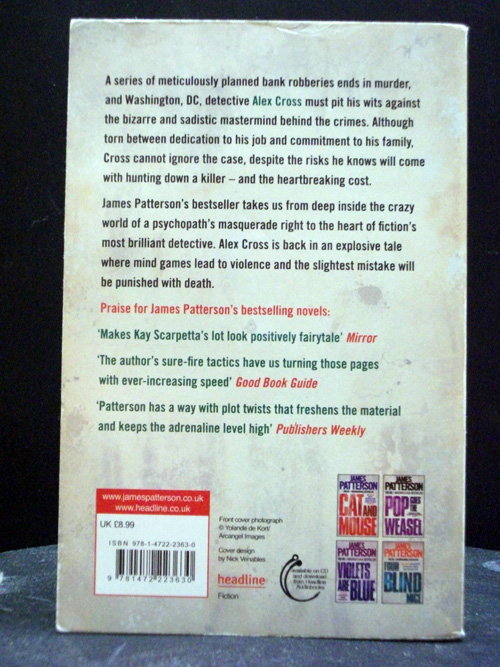 A series of meticulously planned bank robberies ends in murder,
and Washington, DC, detective Alex Cross must pit his wits against
the bizarre and sadistic mastermind behind the crimes. Although
torn between dedication to his job and commitment to his family,
Cross cannot ignore the case, despite the risks he knows will come
with hunting down a killer – and the heartbreaking cost.
James Patterson's bestseller takes us from deep inside the crazy
world of a psychopath's masquerade right to the heart of fiction's
most brilliant detective. Alex Cross is back in an explosive tale
where mind games lead to violence and the slightest mistake will
be punished with death.
Praise for James Patterson's bestselling novels:
'Makes Kay Scarpetta's lot look positively fairytale' Mirror
'The author's sure-fire tactics have us turning those pages
with ever-increasing speed' Good Book Guide
'Patterson has a way with plot twists that freshens the material
and keeps the adrenaline level high' Publishers Weekly
www.jamespatterson.co.uk
www.headline.co.uk
UK £8.99
ISBN 978-1-4722-2363-0
9 781472 223630
Front cover photograph
© Yolande de Kort/
Arcangel Images
Cover design
by Nick Venables
headline
Fiction
available on CD
and download
from Headline
Audiobooks
JAMES
PATTERSON
CAT AND
MOUSE
JAMES
PATTERSON
POP
GOES THE
WEASEL
JAMES
PATTERSON
VIOLETS
ARE BLUE
JAMES
PATTERSON
FOUR
BLIND
MICE